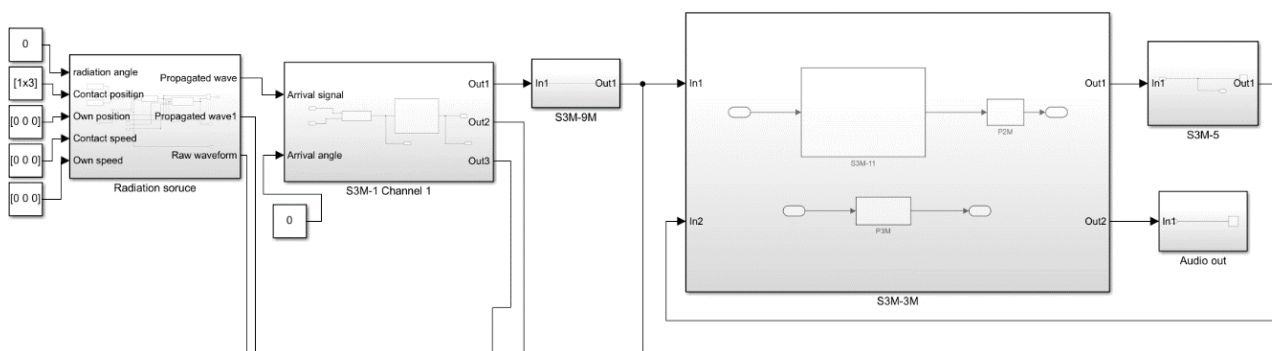 0
[1x3]
[0 0 0]
[0 0 0]
[0 0 0]
radiation angle
Contact position
Own position
Contact speed
Own speed
Propagated wave
Propagated wave1
Raw waveform
Radiation soruce
Arrival signal
Arrival angle
Out1
Out2
Out3
S3M-1 Channel 1
0
In1
Out1
S3M-9M
In1
In2
S3M-11
P2M
P3M
Out1
Out2
S3M-3M
In1
Out1
S3M-5
In1
Audio out